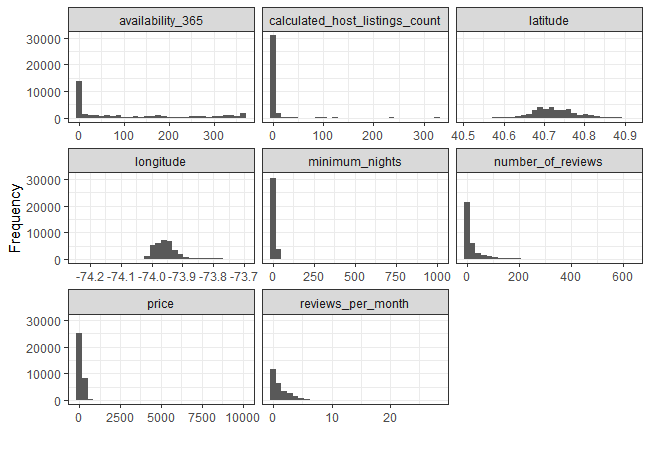 availability_365 calculated_host_listings_count latitude
30000
20000
10000
0
0 100 200 300 0 100 200 300 40.5 40.6 40.7 40.8 40.9
longitude minimum_nights number_of_reviews
Frequency
30000
20000
10000
0
-74.2 -74.1 -74.0 -73.9 -73.8 -73.7 0 250 500 750 1000 0 200 400 600
price reviews_per_month
30000
20000
10000
0
0 2500 5000 7500 10000 0 10 20